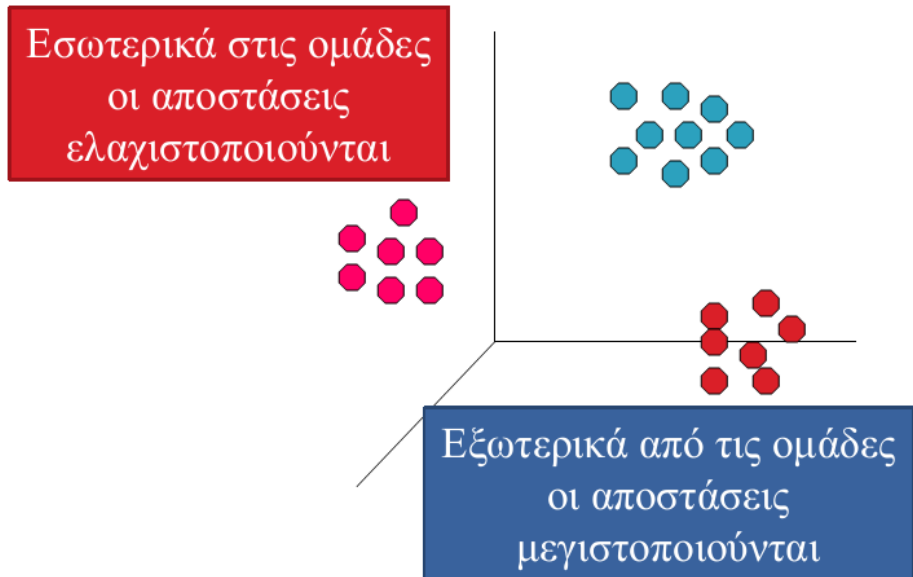 Εσωτερικά στις ομάδες
οι αποστάσεις
ελαχιστοποιούνται
Εξωτερικά από τις ομάδες
οι αποστάσεις
μεγιστοποιούνται